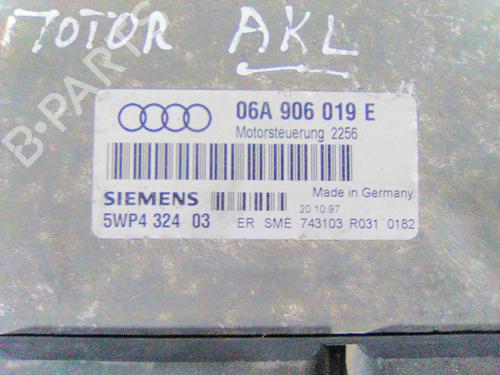 MOTOR AKL
06A 906 019 E
Motorsteuerung 2256
SIEMENS
Made in Germany
20.10.97
5WP4 324 03 ER SME 743103 R031 0182
B-PARTS